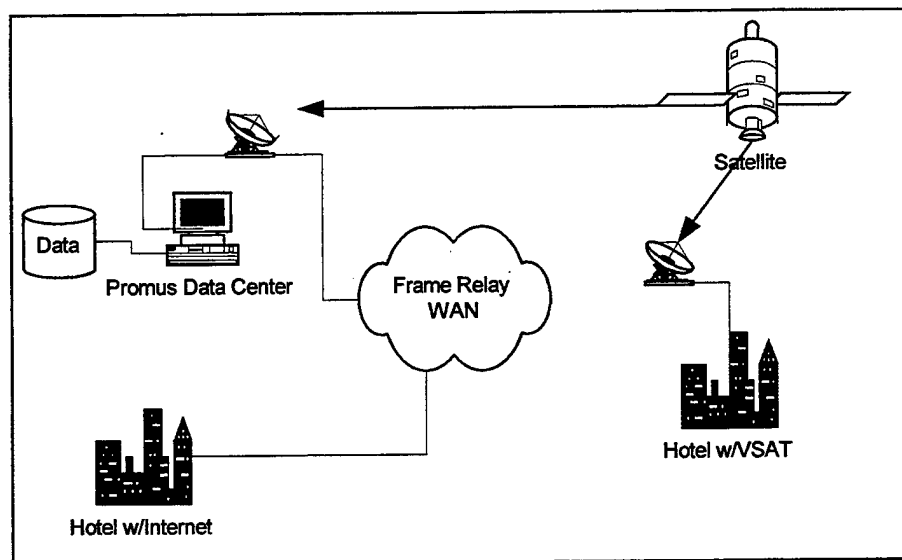 Satellite
Data
Promus Data Center
Frame Relay
WAN
Hotel w/VSAT
Hotel w/Internet